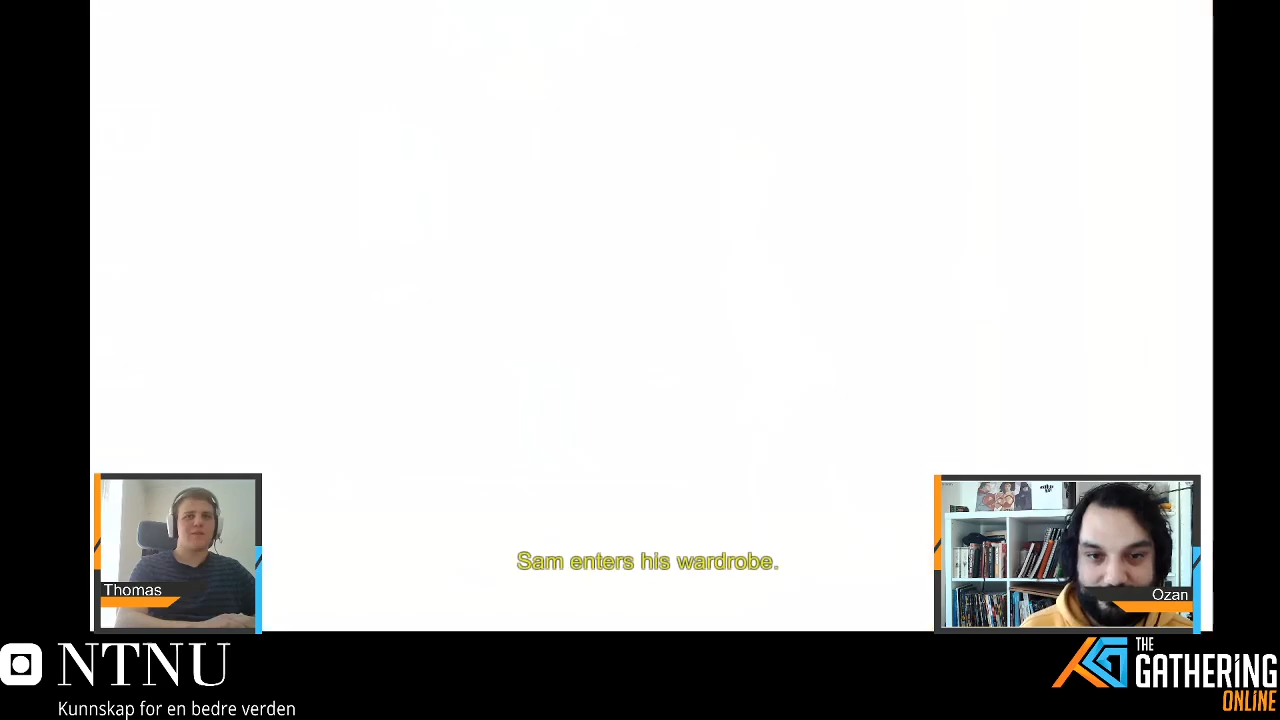 Sam enters his wardrobe.
Thomas
Ozan
NTNU
Kunnskap for en bedre verden
THE
GATHERING
ONLINE